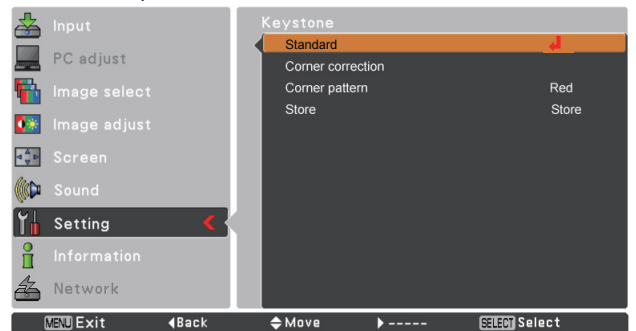 Input
PC adjust
Image select
Image adjust
Screen
Sound
Setting
Information
Network
Keystone
Standard
Corner correction
Corner pattern Red
Store Store
MENU Exit Back Move ----- SELECT Select